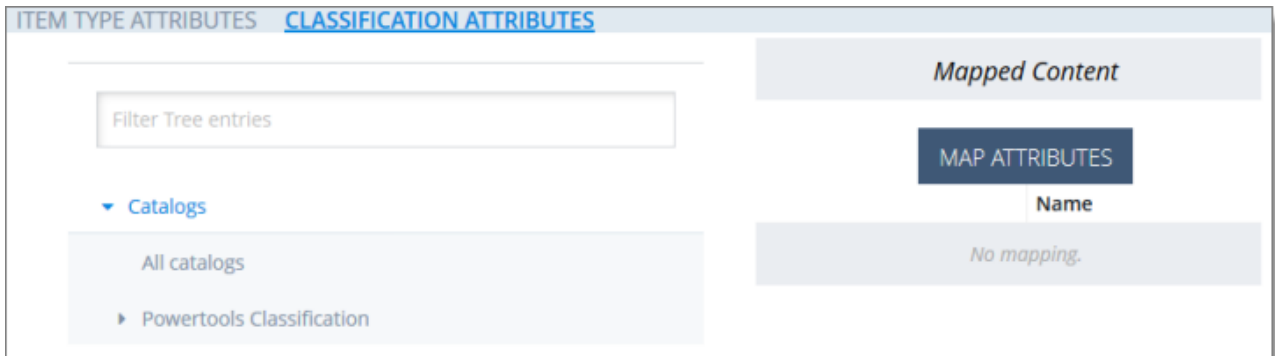 ITEM TYPE ATTRIBUTES CLASSIFICATION ATTRIBUTES
Filter Tree entries
Catalogs
All catalogs
Powertools Classification
Mapped Content
MAP ATTRIBUTES
Name
No mapping.